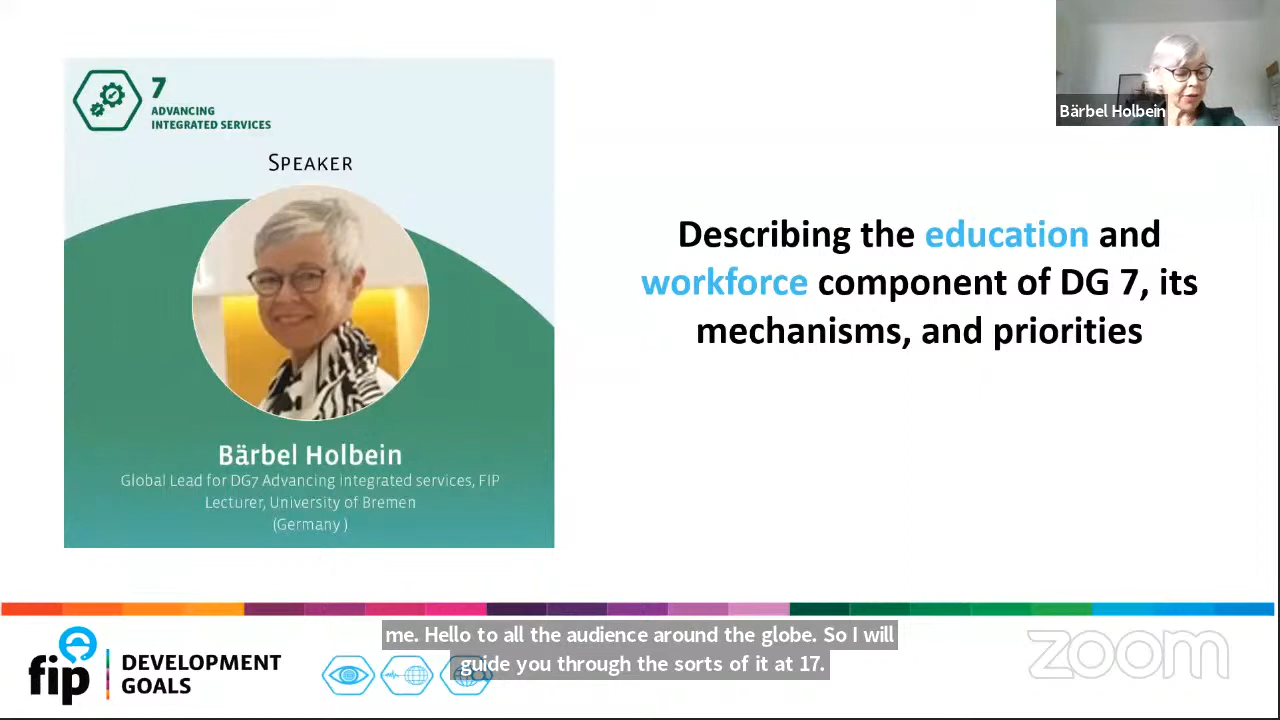 7
ADVANCING
INTEGRATED SERVICES
SPEAKER
Bärbel Holbein
Global Lead for DG7 Advancing integrated services, FIP
Lecturer, University of Bremen
(Germany )
Bärbel Holbein
Describing the education and
workforce component of DG 7, its
mechanisms, and priorities
me. Hello to all the audience around the globe. So I will
guide you through the sorts of it at 17.
fip
DEVELOPMENT
GOALS
zoom